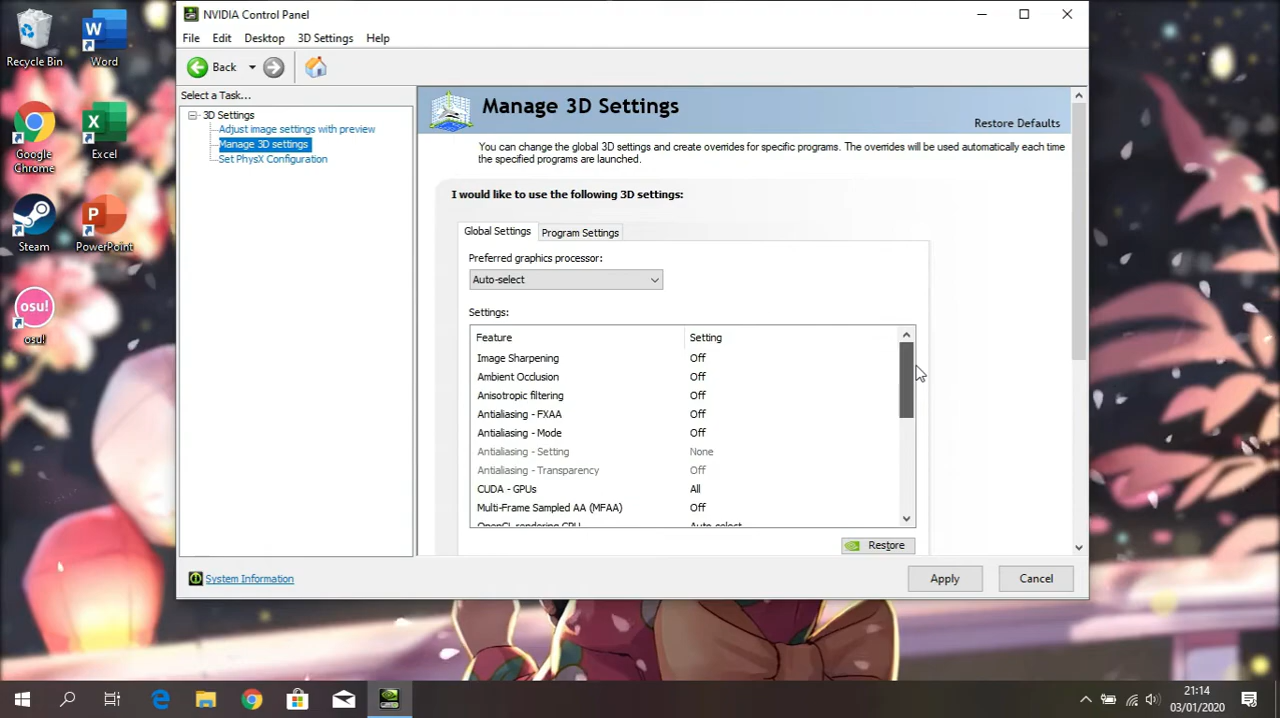 Recycle Bin
Word
Google
Chrome
Excel
Steam
PowerPoint
osu!
osu!
NVIDIA Control Panel
File Edit Desktop 3D Settings Help
Back
Select a Task...
3D Settings
Adjust image settings with preview
Manage 3D settings
Set PhysX Configuration
Manage 3D Settings
Restore Defaults
You can change the global 3D settings and create overrides for specific programs. The overrides will be used automatically each time
the specified programs are launched.
I would like to use the following 3D settings:
Global Settings Program Settings
Preferred graphics processor:
Auto-select
Settings:
Feature Setting
Image Sharpening Off
Ambient Occlusion Off
Anisotropic filtering Off
Antialiasing - FXAA Off
Antialiasing - Mode Off
Antialiasing - Setting None
Antialiasing - Transparency Off
CUDA - GPUs All
Multi-Frame Sampled AA (MFAA) Off
OpenGL rendering GPU Auto-select
Restore
System Information
Apply Cancel
21:14
03/01/2020